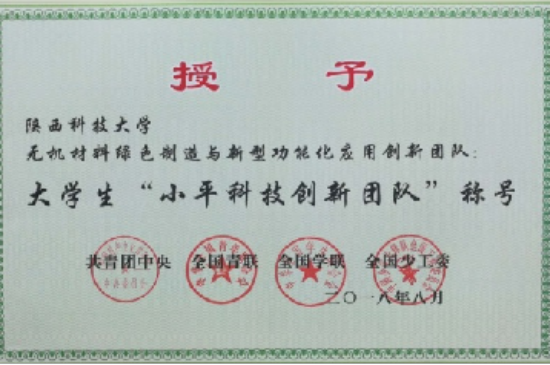 授 予
陕西科技大学
无机材料绿色制造与新型功能化应用创新团队：
大学生“小平科技创新团队”称号
共青团中央 全国青联 全国学联 全国少工委
二〇一八年八月